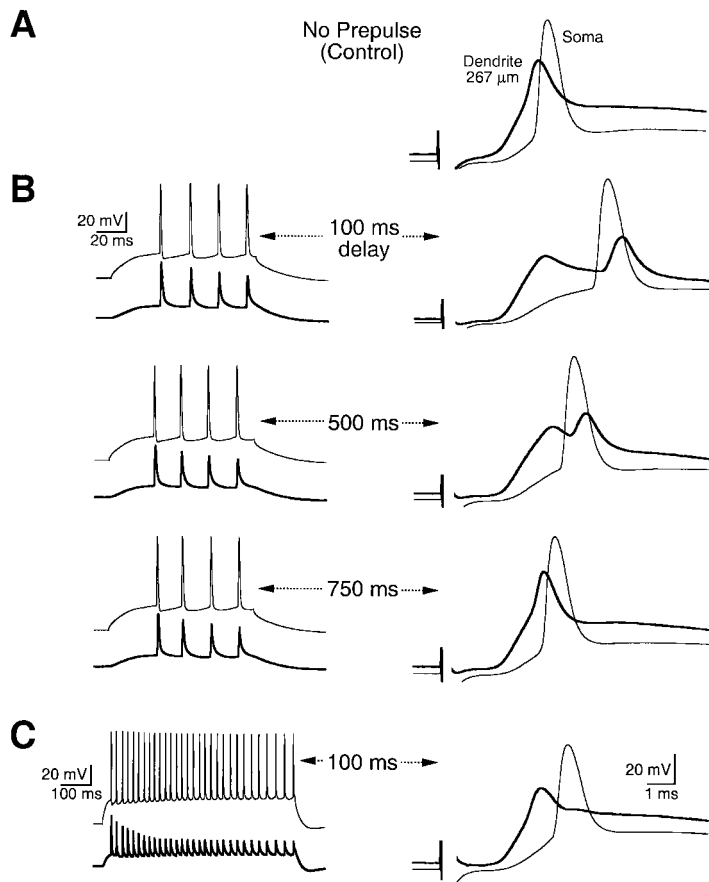 A
No Prepulse
(Control)
Soma
Dendrite
267 μm
B
20 mV
20 ms
100 ms
delay
500 ms
750 ms
C
20 mV
100 ms
100 ms
20 mV
1 ms